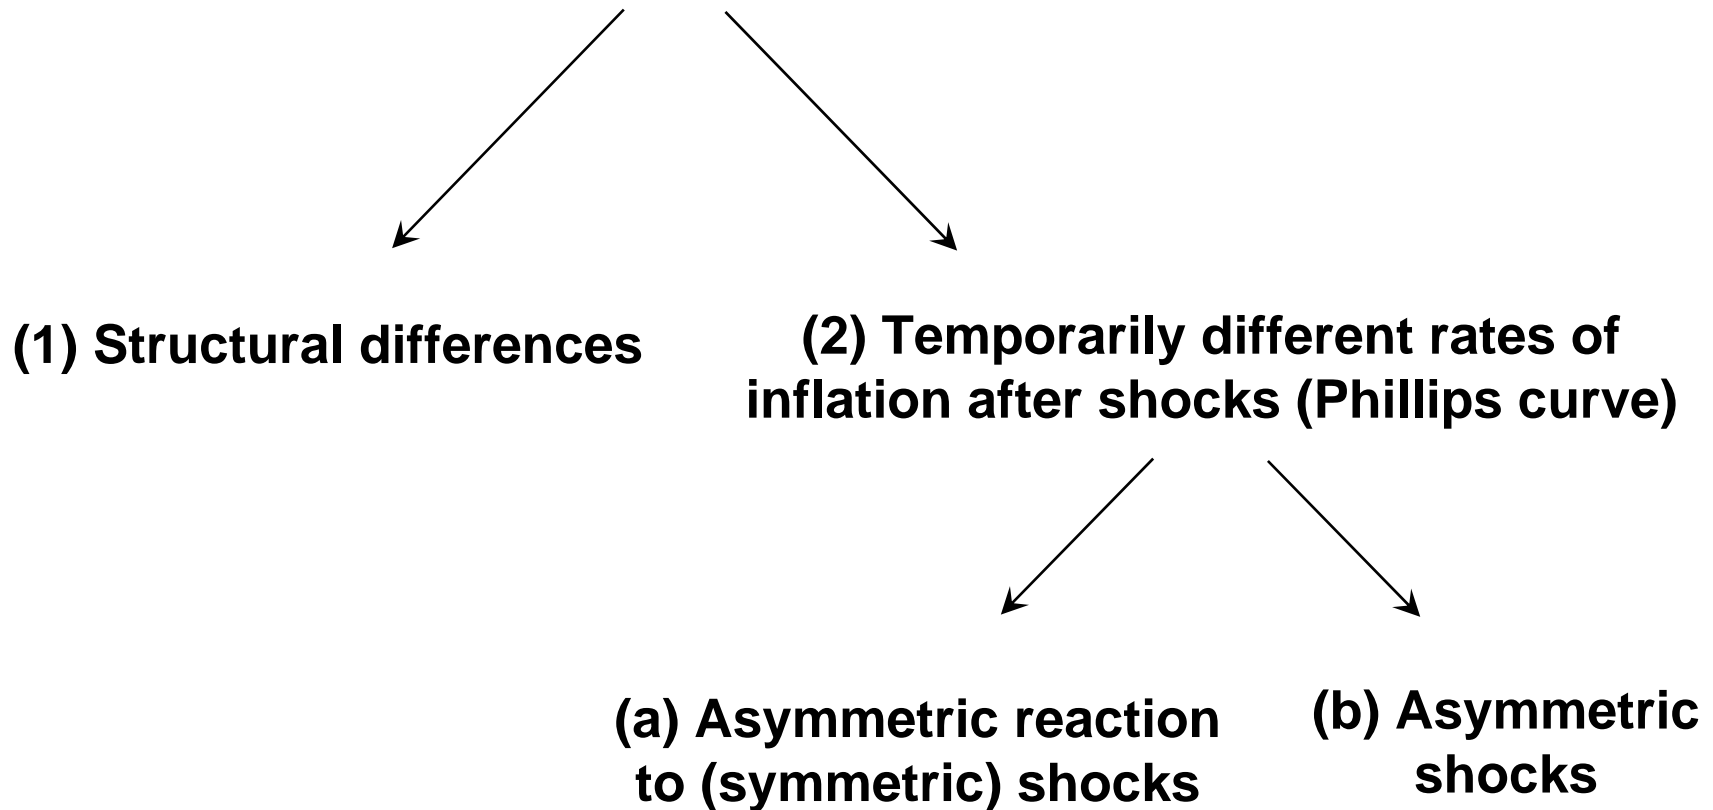 (1) Structural differences
(2) Temporarily different rates of
inflation after shocks (Phillips curve)
(a) Asymmetric reaction
to (symmetric) shocks
(b) Asymmetric
shocks